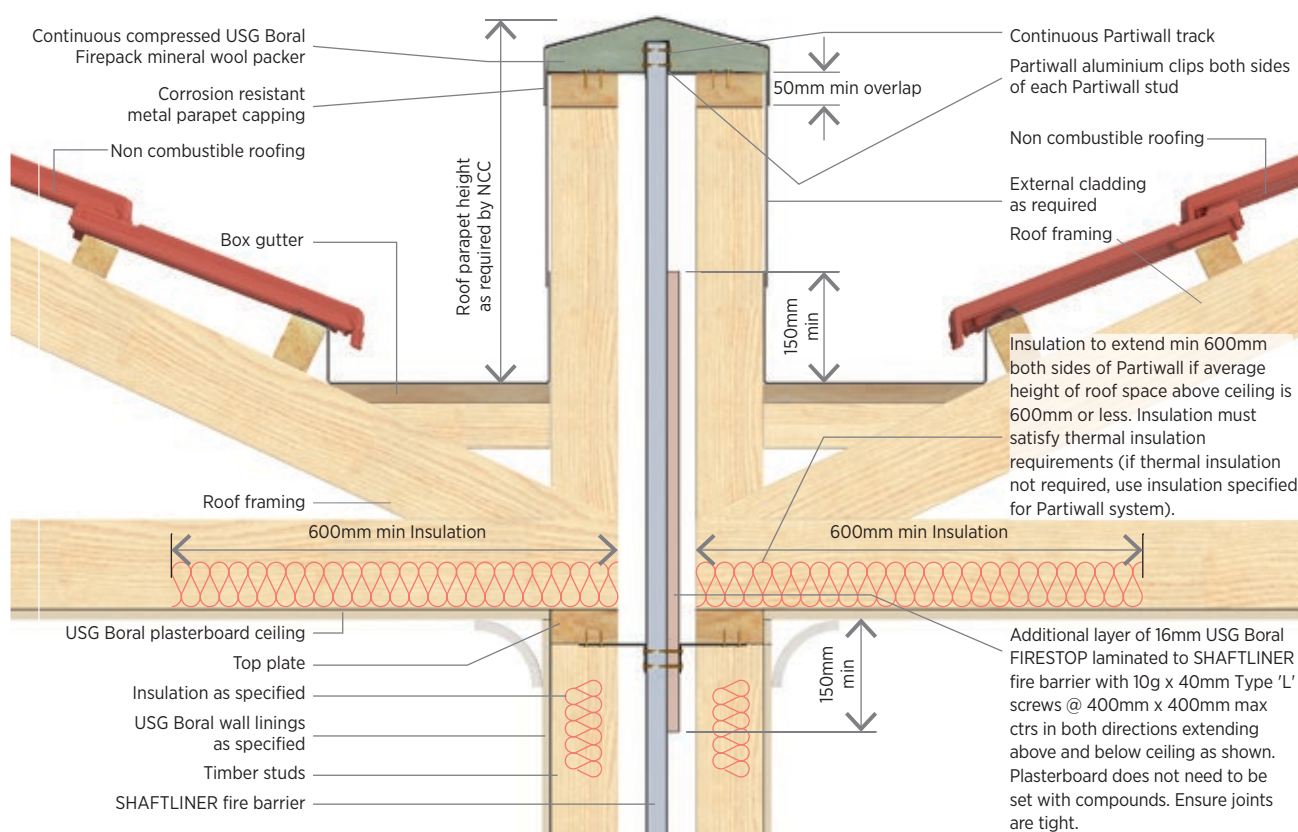 Continuous compressed USG Boral
Firepack mineral wool packer
Corrosion resistant
metal parapet capping
Non combustible roofing
Box gutter
Roof parapet height
as required by NCC
Roof framing
600mm min Insulation
USG Boral plasterboard ceiling
Top plate
Insulation as specified
USG Boral wall linings
as specified
Timber studs
SHAFTLINER fire barrier
Continuous Partiwall track
Partiwall aluminium clips both sides
of each Partiwall stud
50mm min overlap
Non combustible roofing
External cladding
as required
Roof framing
150mm
min
Insulation to extend min 600mm
both sides of Partiwall if average
height of roof space above ceiling is
600mm or less. Insulation must
satisfy thermal insulation
requirements (if thermal insulation
not required, use insulation specified
for Partiwall system).
600mm min Insulation
150mm
min
Additional layer of 16mm USG Boral
FIRESTOP laminated to SHAFTLINER
fire barrier with 10g x 40mm Type 'L'
screws @ 400mm x 400mm max
ctrs in both directions extending
above and below ceiling as shown.
Plasterboard does not need to be
set with compounds. Ensure joints
are tight.